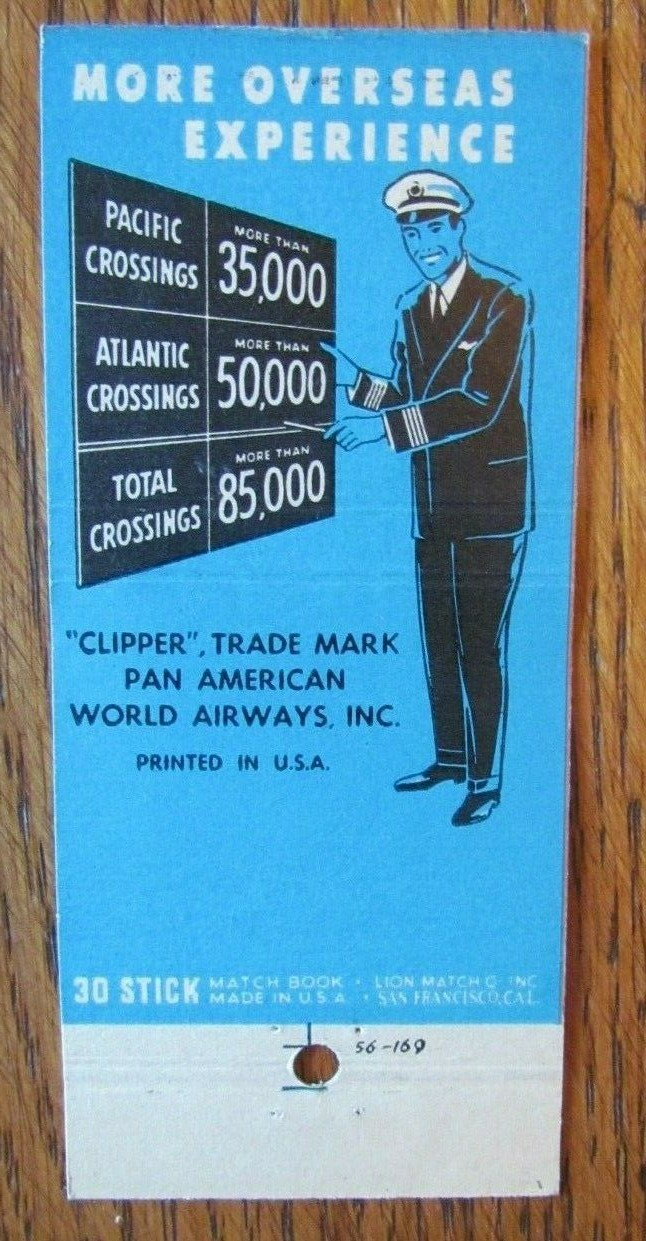 MORE OVERSEAS
EXPERIENCE
PACIFIC
CROSSINGS
MORE THAN
35,000
ATLANTIC
CROSSINGS
MORE THAN
50,000
TOTAL
CROSSINGS
MORE THAN
85,000
"CLIPPER", TRADE MARK
PAN AMERICAN
WORLD AIRWAYS, INC.
PRINTED IN U.S.A.
30 STICK
MATCH BOOK · LION MATCH C. INC
MADE IN U.S.A · SAN FRANCISCO, CAL.
56-169